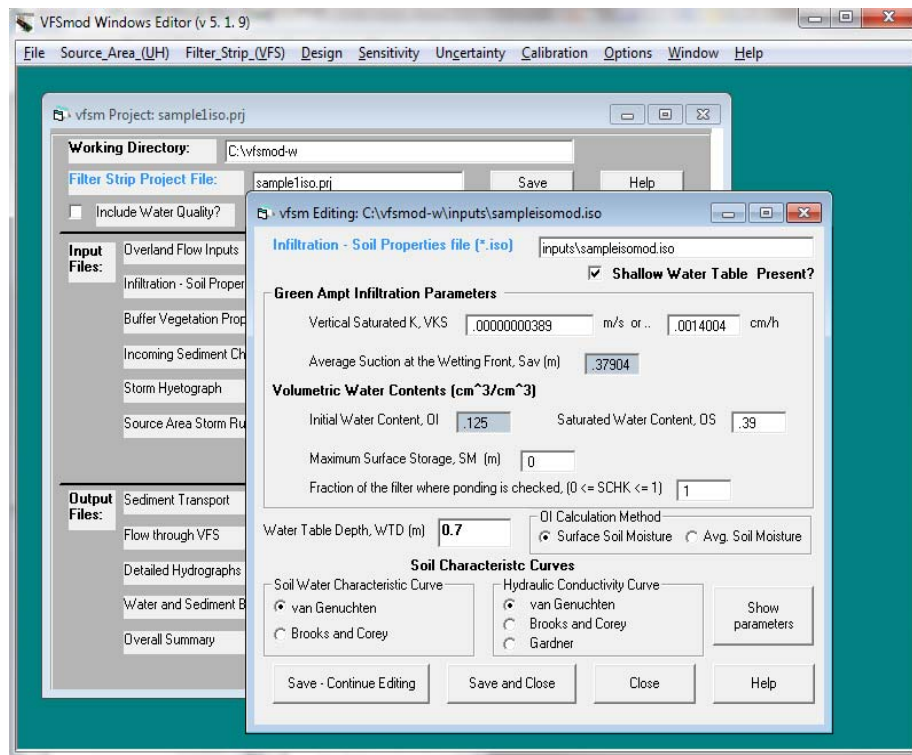 VFSmod Windows Editor (v 5. 1. 9)
File Source_Area_(UH) Filter_Strip_(VFS) Design Sensitivity Uncertainty Calibration Options Window Help
vfsm Project: sample1iso.prj
Working Directory: C:\vfsmod-w
Filter Strip Project File: sample1iso.prj Save Help
Include Water Quality?
Input Files:
Overland Flow Inputs
Infiltration - Soil Proper
Buffer Vegetation Prop
Incoming Sediment Ch
Storm Hyetograph
Source Area Storm Ru
Output Files:
Sediment Transport
Flow through VFS
Detailed Hydrographs
Water and Sediment B
Overall Summary
vfsm Editing: C:\vfsmod-w\inputs\sampleisomod.iso
Infiltration - Soil Properties file (*.iso) inputs\sampleisomod.iso
Shallow Water Table Present?
Green Ampt Infiltration Parameters
Vertical Saturated K, VKS .00000000389 m/s or .. .0014004 cm/h
Average Suction at the Wetting Front, Sav (m) .37904
Volumetric Water Contents (cm^3/cm^3)
Initial Water Content, OI .125 Saturated Water Content, OS .39
Maximum Surface Storage, SM (m) 0
Fraction of the filter where ponding is checked, (0 <= SCHK <= 1) 1
Water Table Depth, WTD (m) 0.7
OI Calculation Method
Surface Soil Moisture Avg. Soil Moisture
Soil Characteristc Curves
Soil Water Characteristic Curve
van Genuchten
Brooks and Corey
Hydraulic Conductivity Curve
van Genuchten
Brooks and Corey
Gardner
Show parameters
Save - Continue Editing Save and Close Close Help